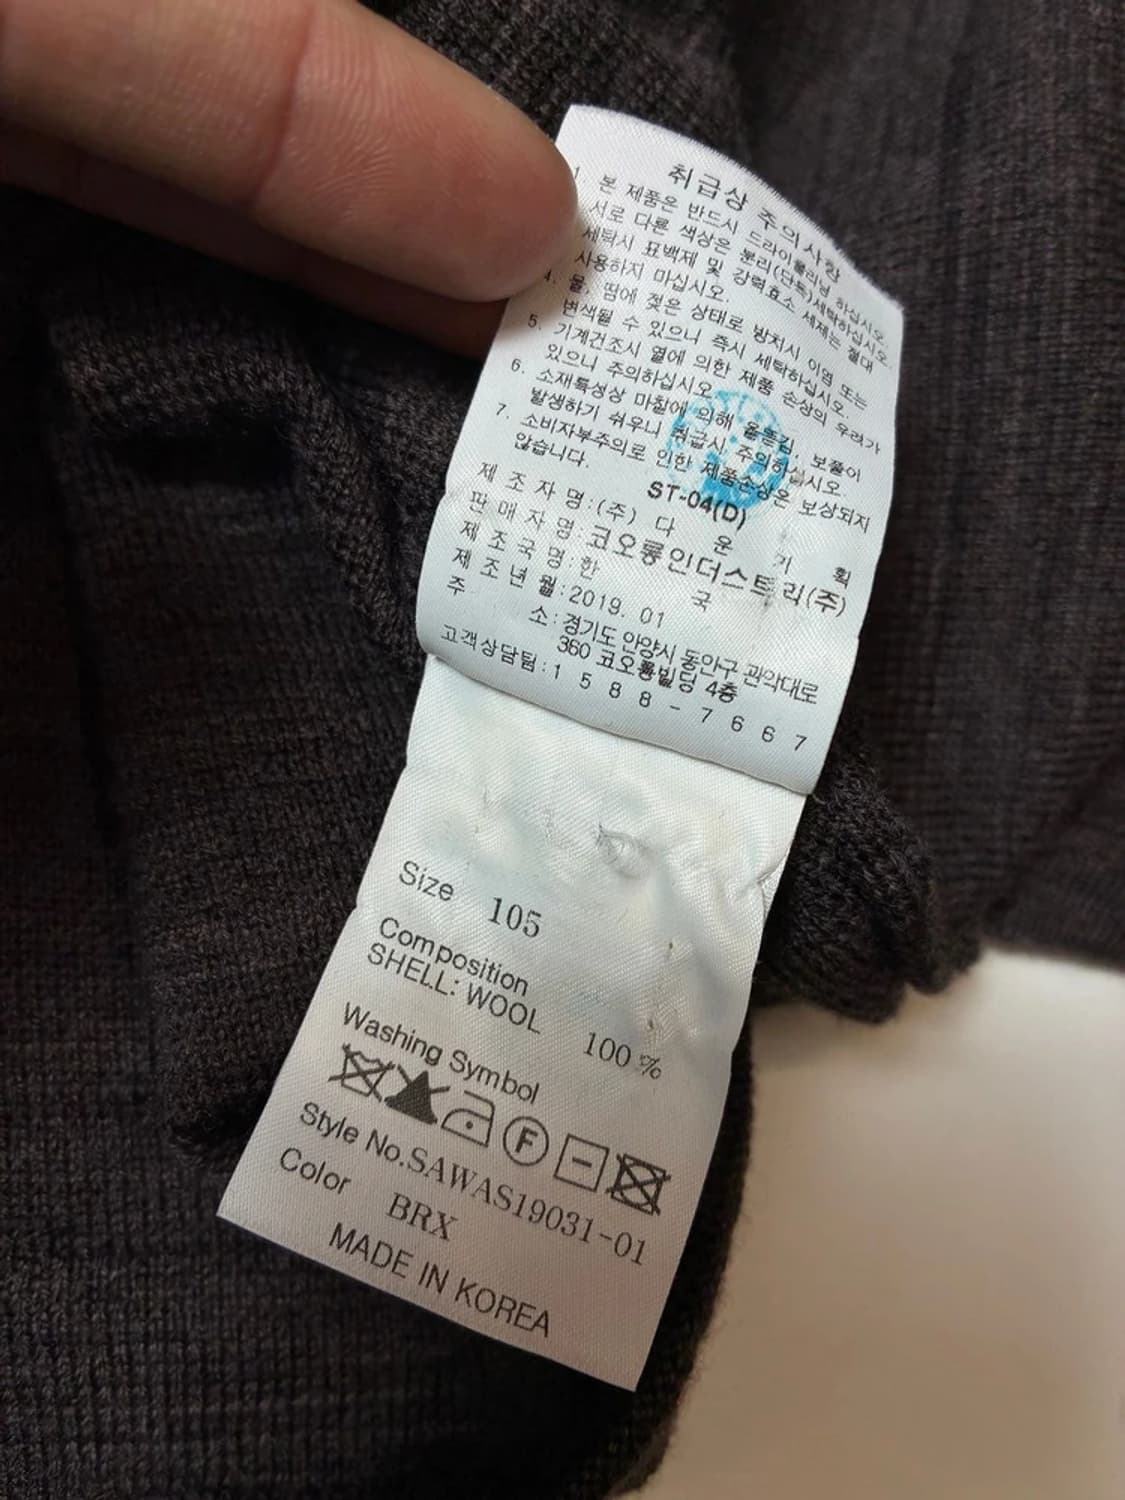 취급상 주의사항
1. 본 제품은 반드시 드라이클리닝 하십시오.
서로 다른 색상은 분리(단독)세탁하십시오.
세탁시 표백제 및 강력효소 세제는 절대
사용하지 마십시오.
4. 물, 땀에 젖은 상태로 방치시 이염 또는
변색될 수 있으니 즉시 세탁하십시오.
5. 기계건조시 열에 의한 제품 손상의 우려가
있으니 주의하십시오.
6. 소재특성상 마찰에 의해 올뜯김, 보풀이
발생하기 쉬우니 취급시 주의하십시오.
7. 소비자부주의로 인한 제품손상은 보상되지
않습니다.
ST-04(D)
제 조 자 명 : (주) 다 운 기 획
판 매 자 명 : 코오롱인더스트리(주)
제 조 국 명 : 한 국
제 조 년 월 : 2019. 01
주 소 : 경기도 안양시 동안구 관악대로
360 코오롱빌딩 4층
고객상담팀 : 1 5 8 8 - 7 6 6 7
Size 105
Composition
SHELL: WOOL 100 %
Washing Symbol
F
Style No.SAWAS19031-01
Color BRX
MADE IN KOREA